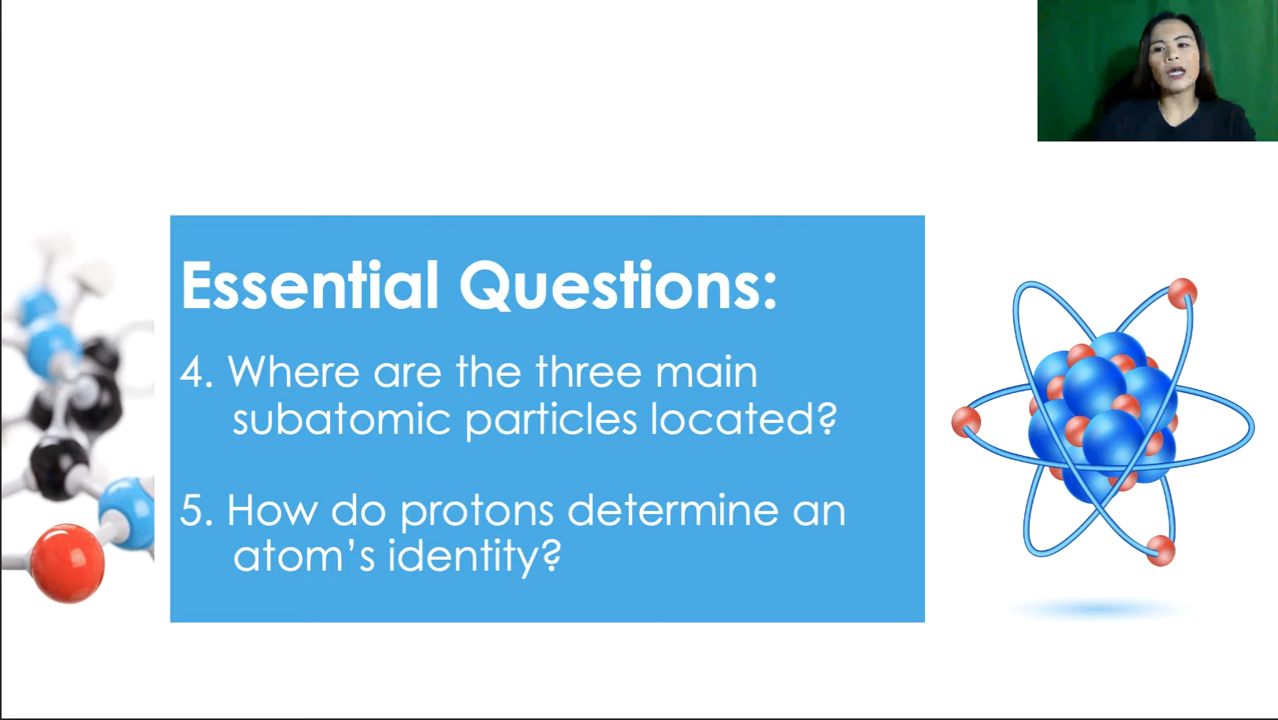 Essential Questions:
4. Where are the three main
subatomic particles located?
5. How do protons determine an
atom’s identity?